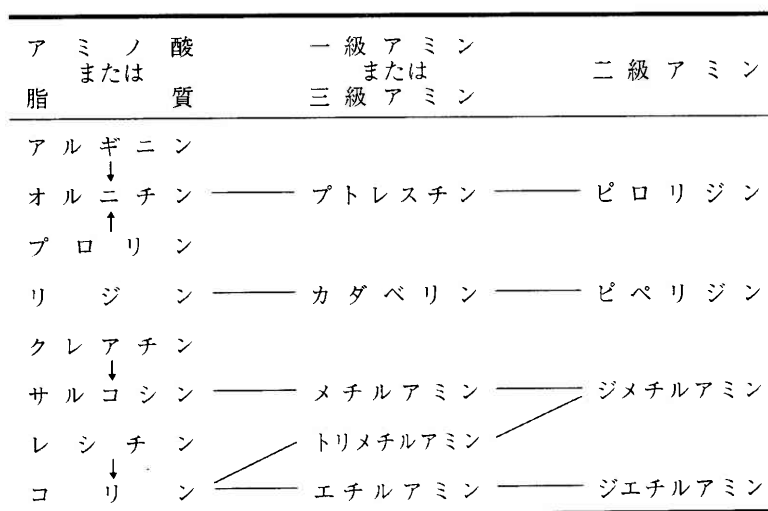 アミノ酸
または
脂質
一級アミン
または
三級アミン
二級アミン
アルギニン
オルニチン プトレスチン ピロリジン
プロリン
リジン カダベリン ピペリジン
クレアチン
サルコシン メチルアミン ジメチルアミン
レシチン トリメチルアミン
コリン エチルアミン ジエチルアミン